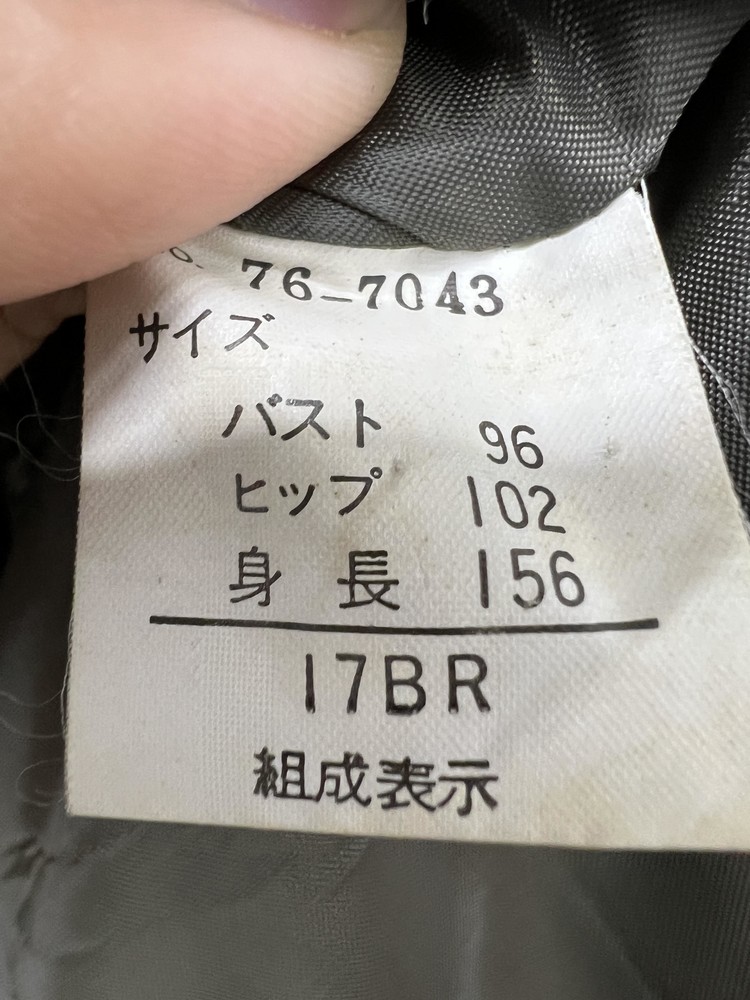 76-7043
サイズ
バスト 96
ヒップ 102
身長 156
17BR
組成表示